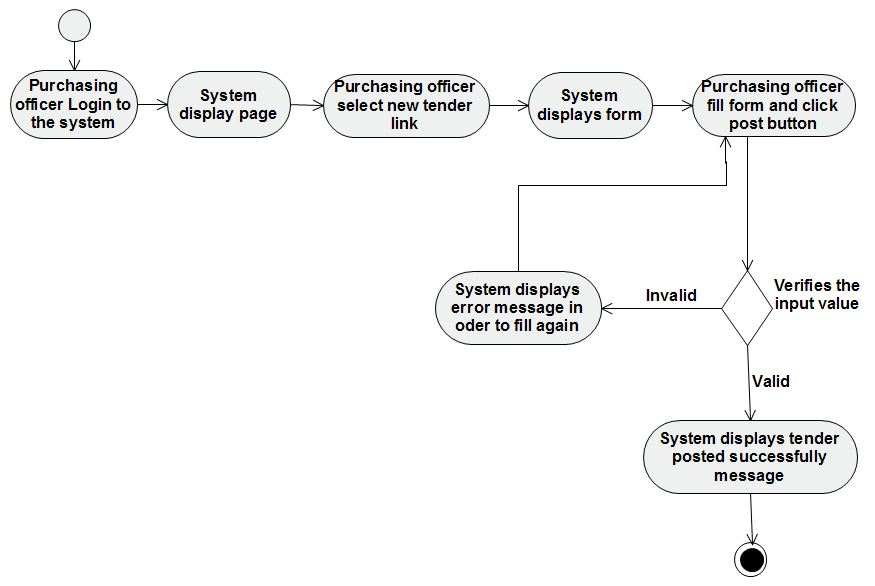 Purchasing
officer Login to
the system
System
display page
Purchasing officer
select new tender
link
System
displays form
Purchasing officer
fill form and click
post button
System displays
error message in
oder to fill again
Invalid
Verifies the
input value
Valid
System displays tender
posted successfully
message